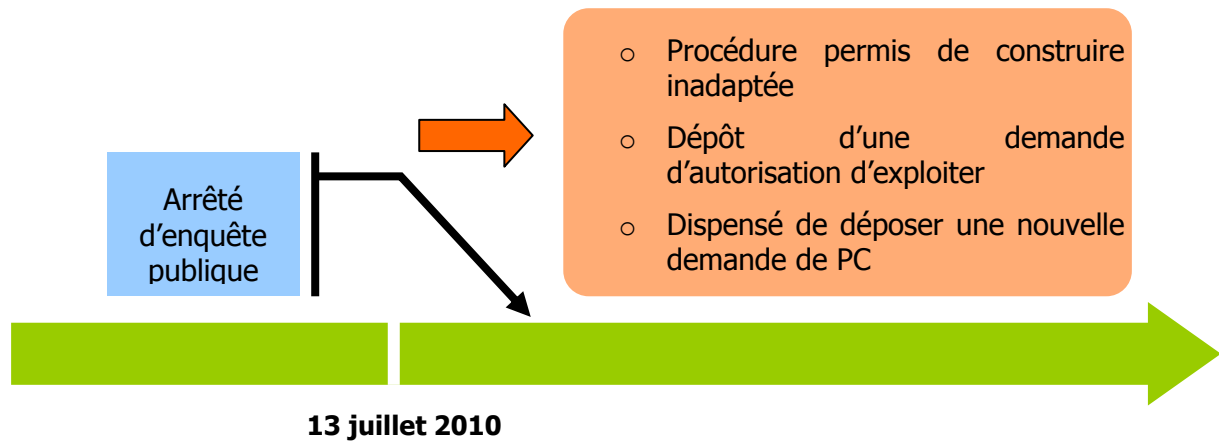 o Procédure permis de construire
inadaptée
o Dépôt d'une demande
d'autorisation d'exploiter
o Dispensé de déposer une nouvelle
demande de PC
Arrêté
d'enquête
publique
13 juillet 2010